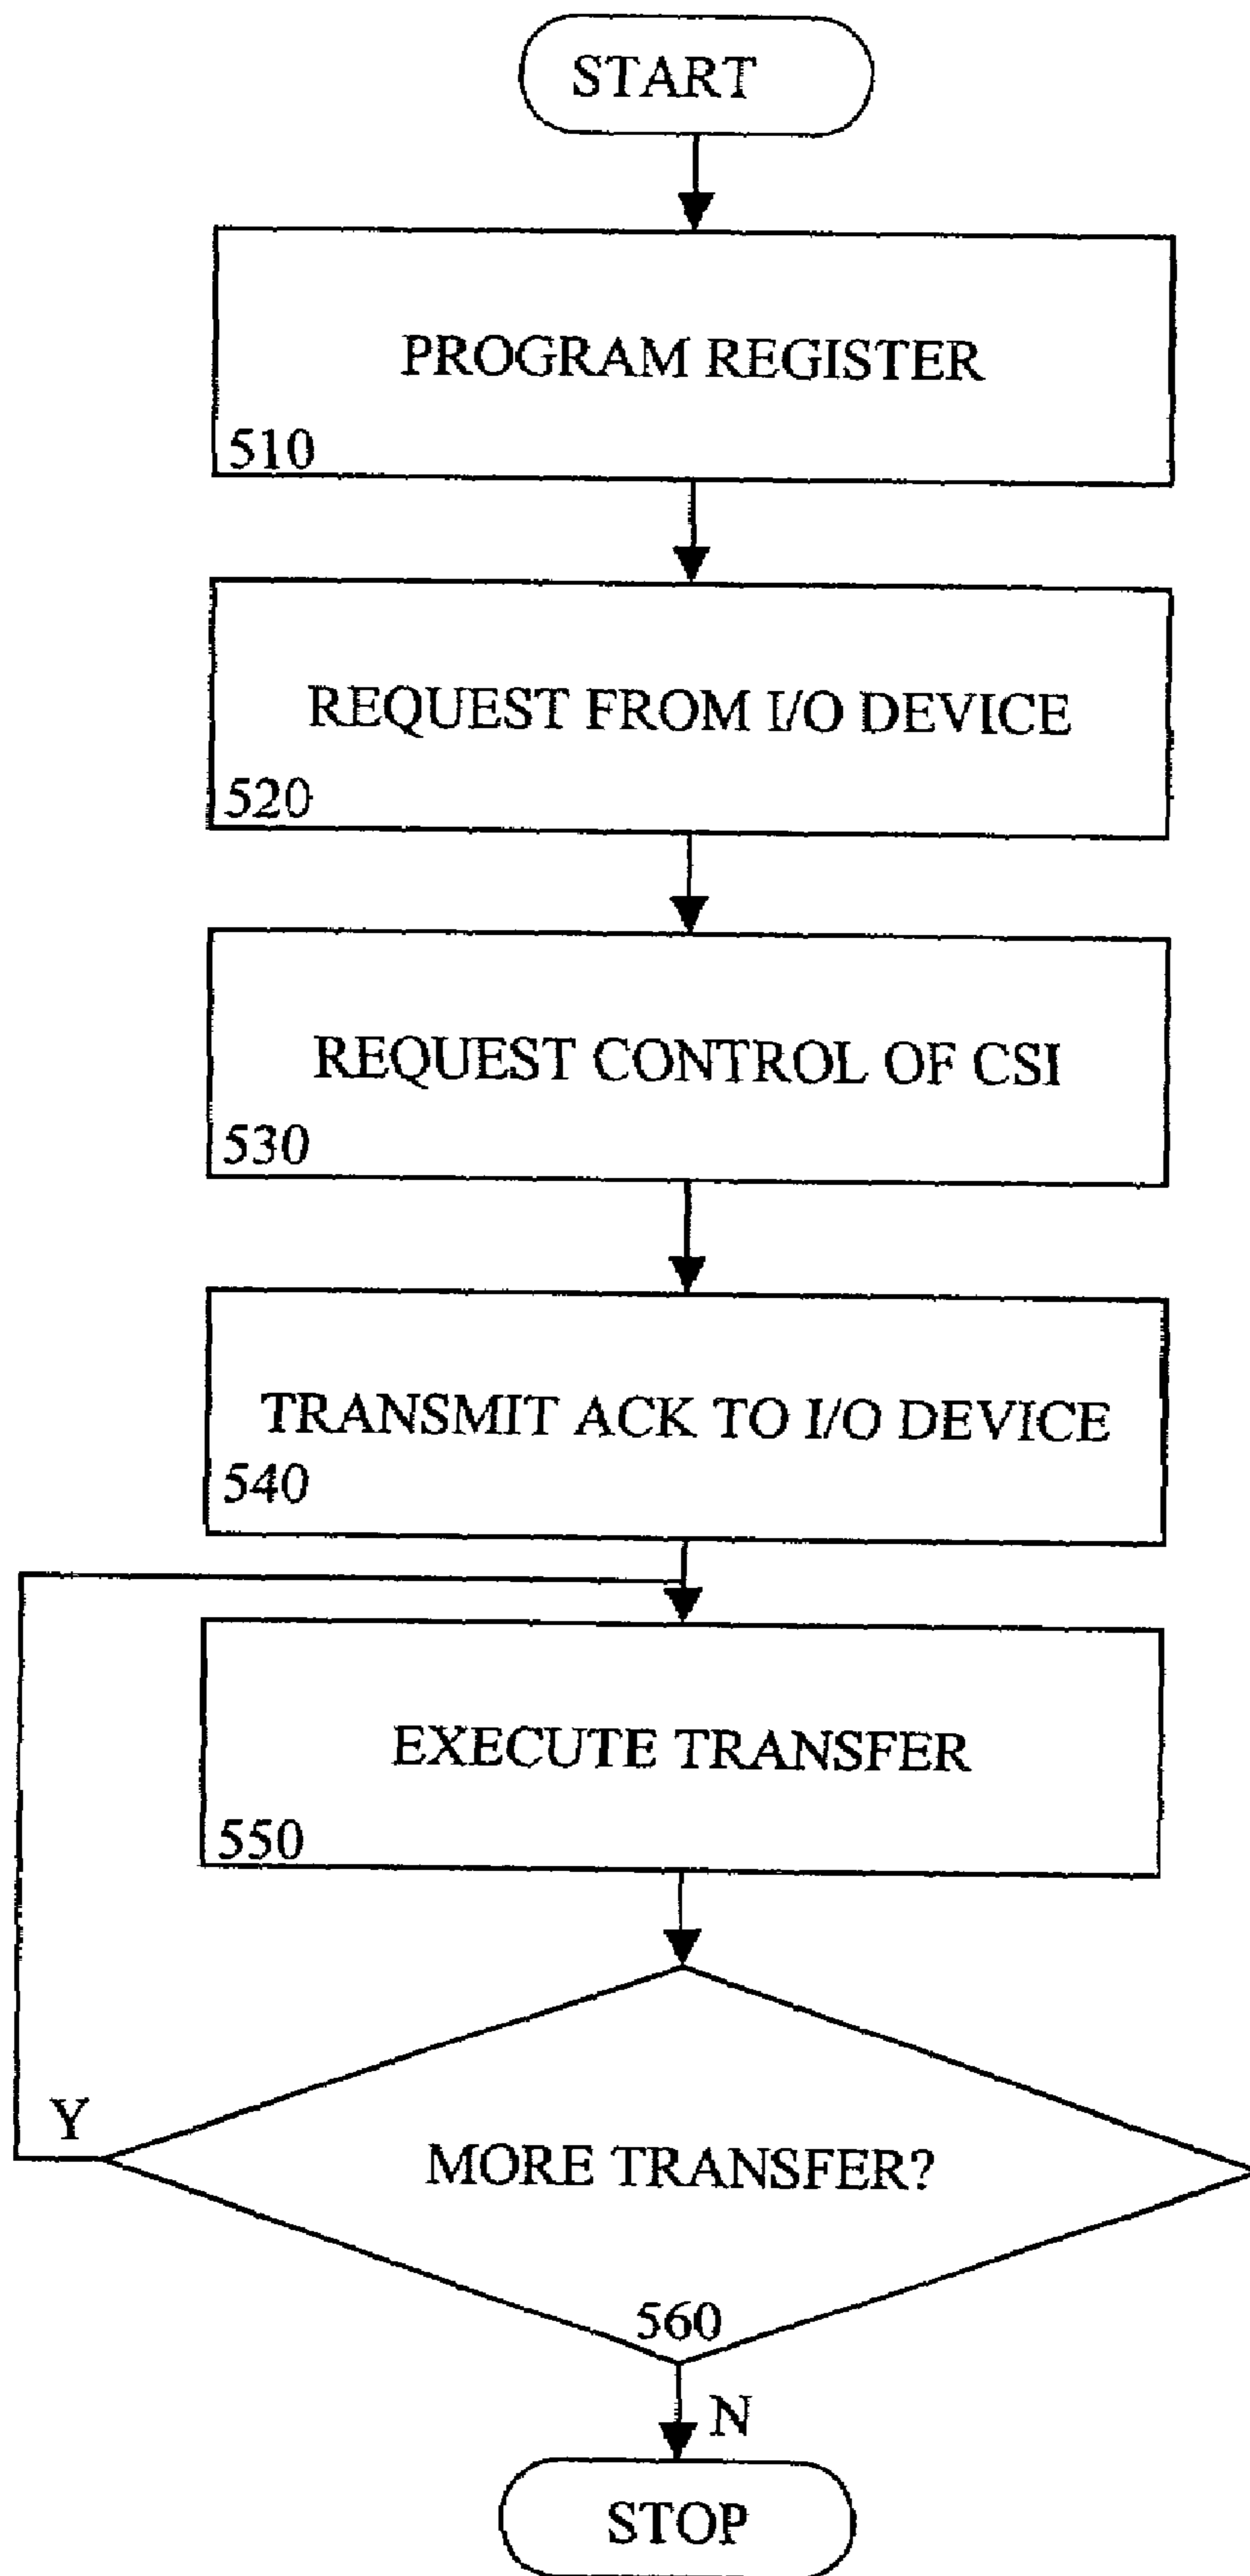 START
PROGRAM REGISTER
510
REQUEST FROM I/O DEVICE
520
REQUEST CONTROL OF CSI
530
TRANSMIT ACK TO I/O DEVICE
540
EXECUTE TRANSFER
550
Y
MORE TRANSFER?
560
N
STOP